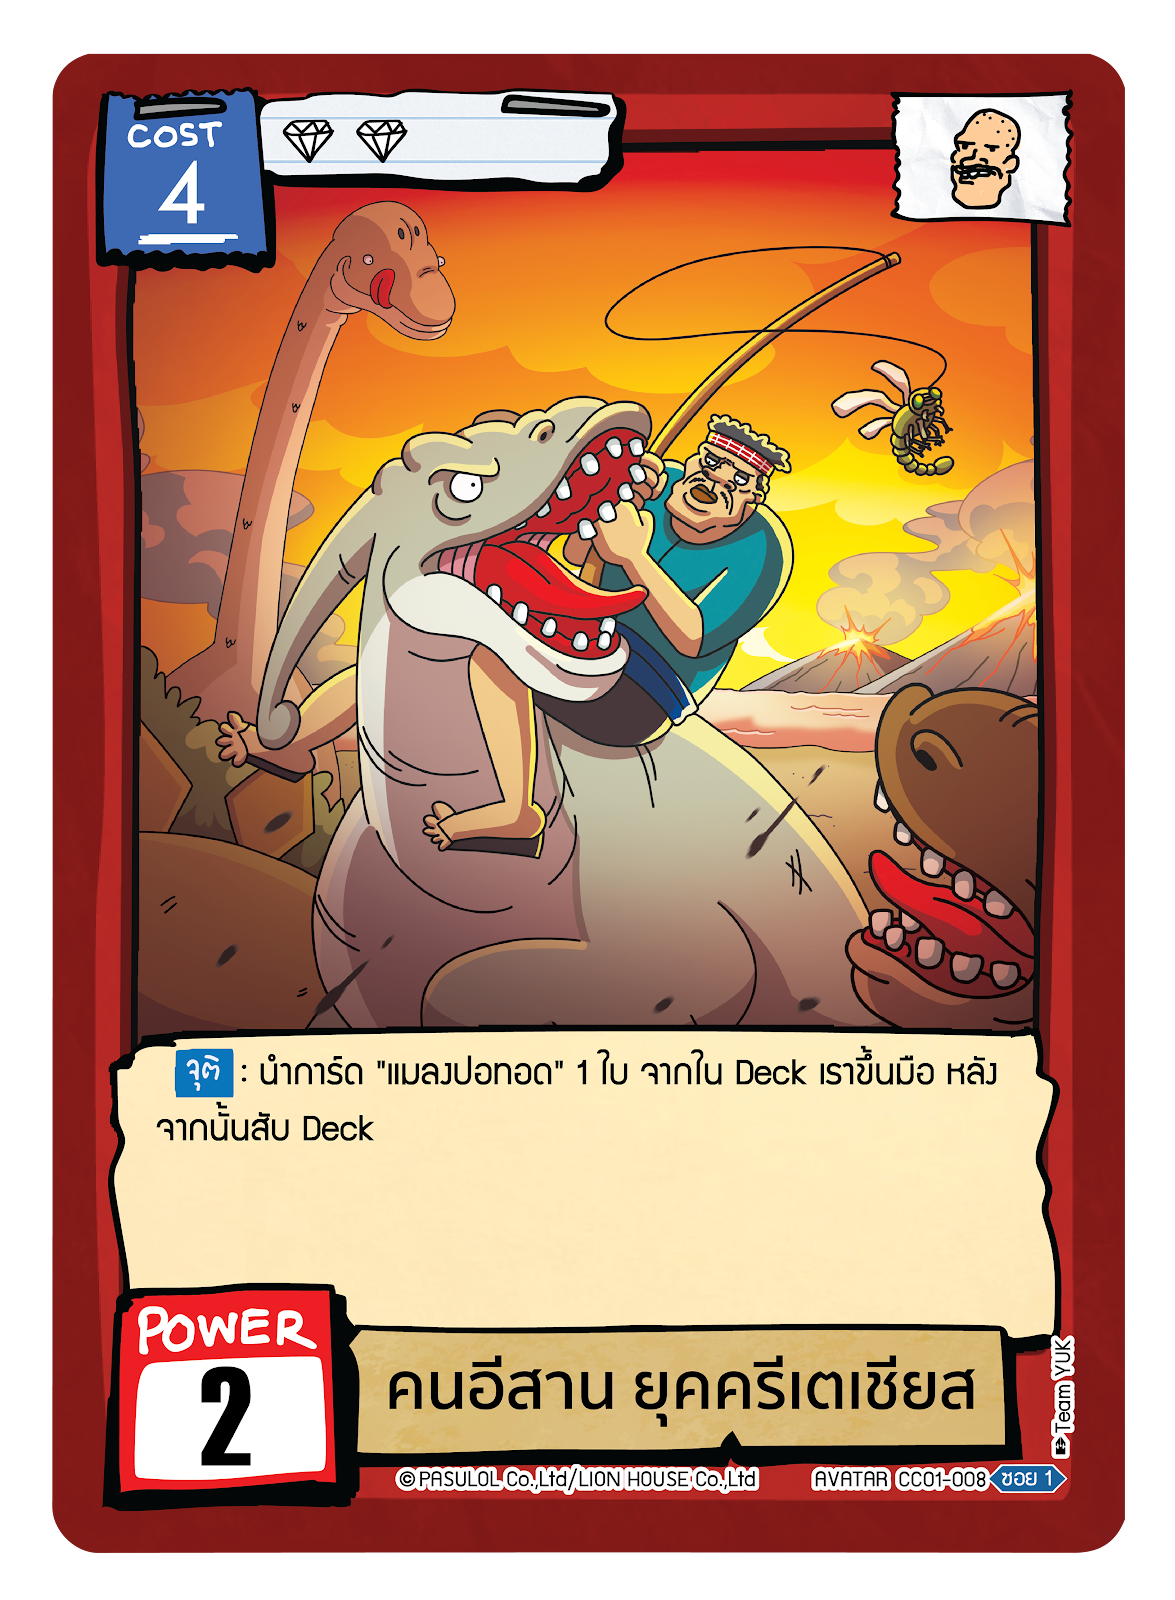 COST
4
จุติ : นำการ์ด "แมลงปอทอด" 1 ใบ จากใน Deck เราขึ้นมือ หลัง
จากนั้นสับ Deck
POWER
2
คนอีสาน ยุคครีเตเชียส
Team YUK
© PASULOL Co.,Ltd/LION HOUSE Co.,Ltd
AVATAR CC01-008 ซอย 1